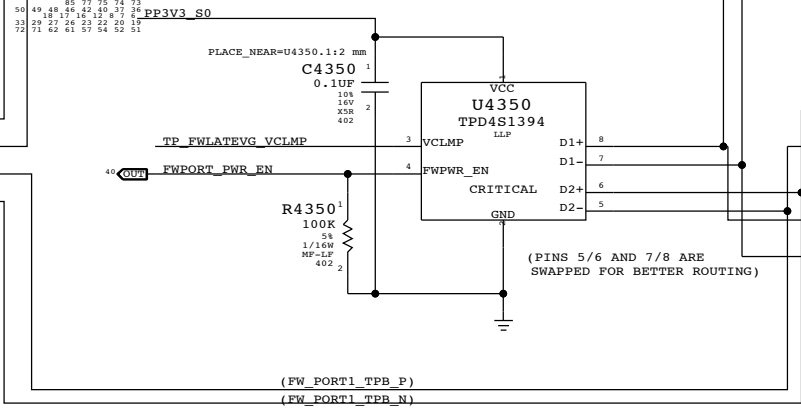 85 77 75 74 73
50 49 48 46 42 40 37 36
18 17 16 12 8 7 6
33 29 27 26 23 22 20 19
72 71 62 61 57 54 52 51
PP3V3_S0
PLACE_NEAR=U4350.1:2 mm
C4350
1
0.1UF
10%
16V
X5R
402
2
1
VCC
U4350
TPD4S1394
LLP
TP_FWLATEVG_VCLMP
3
VCLMP
D1+
8
D1-
7
40
OUT
FWPORT_PWR_EN
4
FWPWR_EN
CRITICAL
D2+
6
D2-
5
GND
2
R4350
1
100K
5%
1/16W
MF-LF
402
2
(PINS 5/6 AND 7/8 ARE
SWAPPED FOR BETTER ROUTING)
(FW_PORT1_TPB_P)
(FW_PORT1_TPB_N)